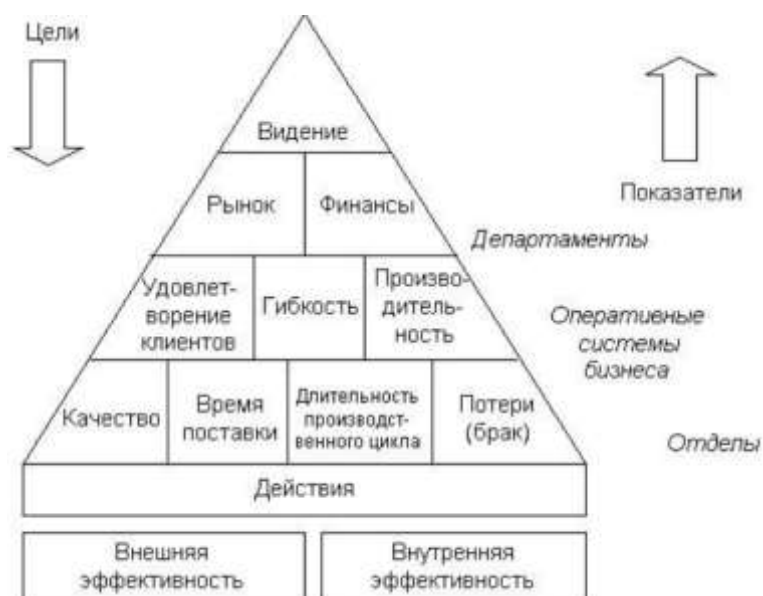 Цели
Видение
Показатели
Рынок
Финансы
Департаменты
Удовлет-
ворение
клиентов
Гибкость
Произво-
дитель-
ность
Оперативные
системы
бизнеса
Качество
Время
поставки
Длительность
производст-
венного цикла
Потери
(брак)
Отделы
Действия
Внешняя
эффективность
Внутренняя
эффективность